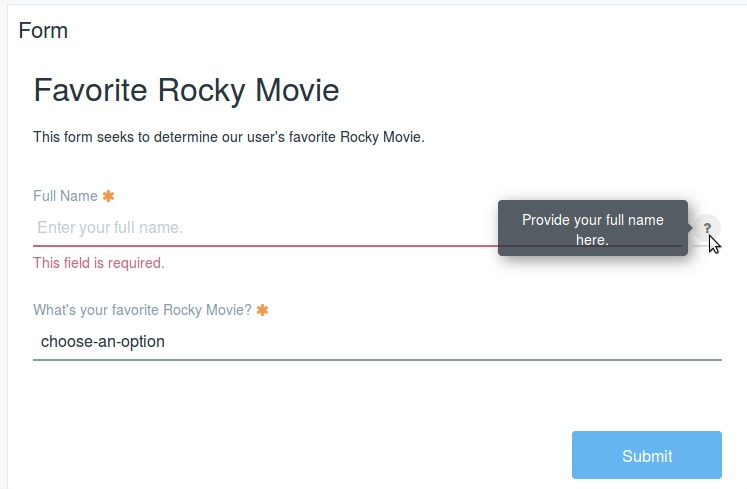 Form
Favorite Rocky Movie
This form seeks to determine our user's favorite Rocky Movie.
Full Name ✱
Enter your full name.
Provide your full name
here.
?
This field is required.
What's your favorite Rocky Movie? ✱
choose-an-option
Submit